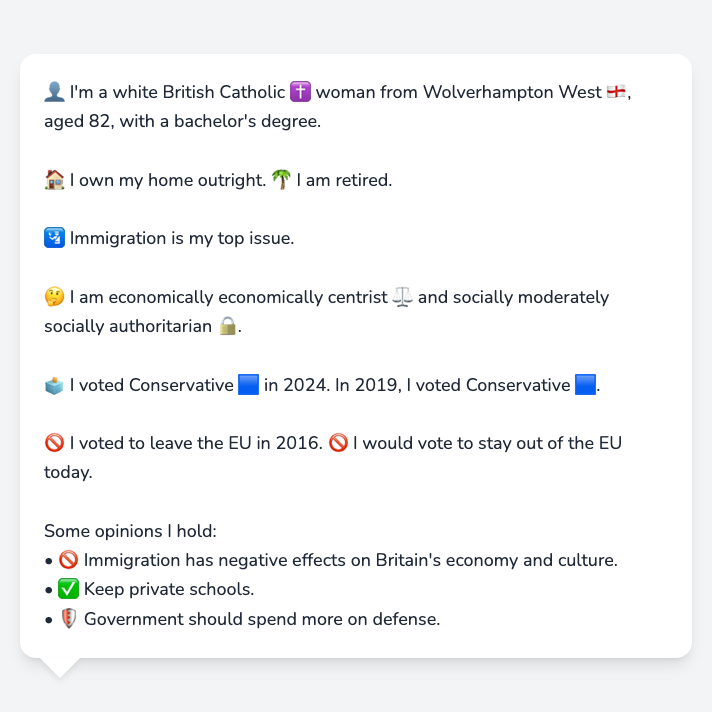 👤 I'm a white British Catholic ✝️ woman from Wolverhampton West 🏴󠁧󠁢󠁥󠁮󠁧󠁿,
aged 82, with a bachelor's degree.
🏠 I own my home outright. 🌴 I am retired.
🛂 Immigration is my top issue.
🤔 I am economically economically centrist ⚖️ and socially moderately
socially authoritarian 🔒.
🗳️ I voted Conservative 🟦 in 2024. In 2019, I voted Conservative 🟦.
🚫 I voted to leave the EU in 2016. 🚫 I would vote to stay out of the EU
today.
Some opinions I hold:
• 🚫 Immigration has negative effects on Britain's economy and culture.
• ✅ Keep private schools.
• 🛡️ Government should spend more on defense.